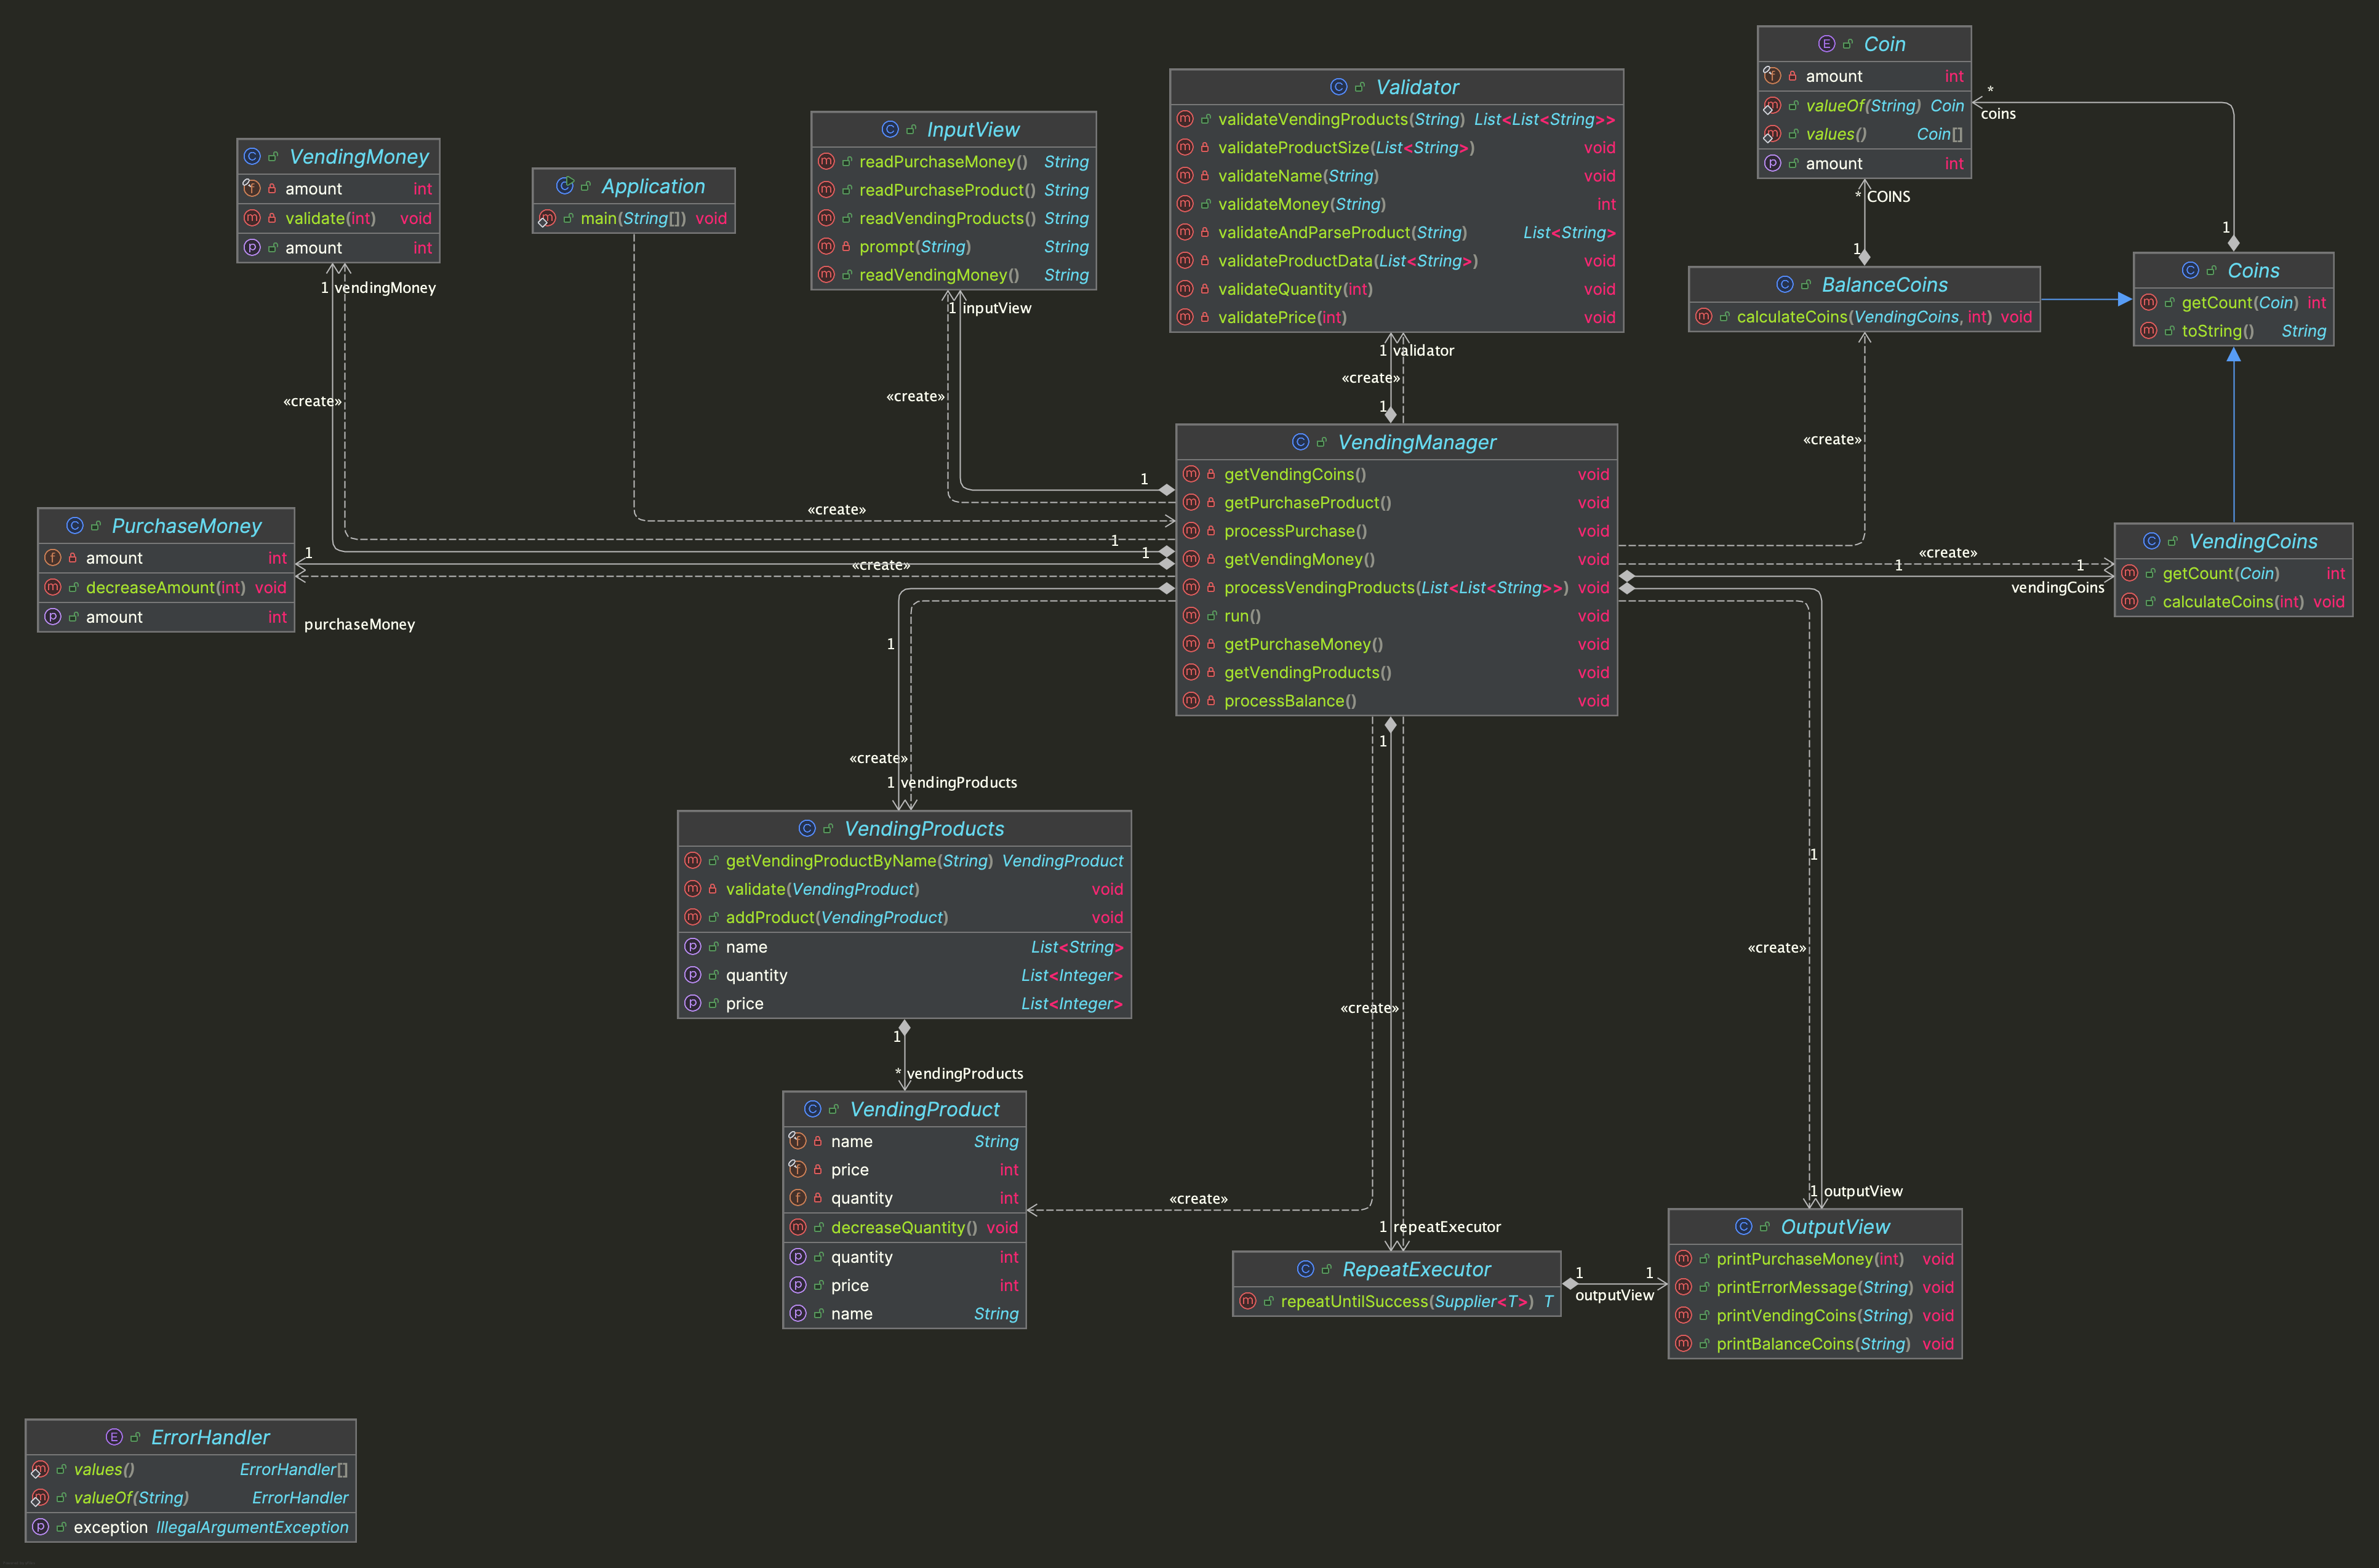 Coin
amount int
valueOf(String) Coin
values() Coin[]
amount int
*
coins
* COINS
1
1
Validator
validateVendingProducts(String) List<List<String>>
validateProductSize(List<String>) void
validateName(String) void
validateMoney(String) int
validateAndParseProduct(String) List<String>
validateProductData(List<String>) void
validateQuantity(int) void
validatePrice(int) void
1 validator
«create»
1
InputView
readPurchaseMoney() String
readPurchaseProduct() String
readVendingProducts() String
prompt(String) String
readVendingMoney() String
1 inputView
«create»
1
VendingMoney
amount int
validate(int) void
amount int
1 vendingMoney
«create»
1
Application
main(String[]) void
«create»
Coins
getCount(Coin) int
toString() String
BalanceCoins
calculateCoins(VendingCoins, int) void
«create»
VendingManager
getVendingCoins() void
getPurchaseProduct() void
processPurchase() void
getVendingMoney() void
processVendingProducts(List<List<String>>) void
run() void
getPurchaseMoney() void
getVendingProducts() void
processBalance() void
PurchaseMoney
amount int
decreaseAmount(int) void
amount int
1
1
«create»
purchaseMoney
VendingCoins
getCount(Coin) int
calculateCoins(int) void
«create»
1
1
vendingCoins
1
«create»
1 vendingProducts
VendingProducts
getVendingProductByName(String) VendingProduct
validate(VendingProduct) void
addProduct(VendingProduct) void
name List<String>
quantity List<Integer>
price List<Integer>
1
* vendingProducts
VendingProduct
name String
price int
quantity int
decreaseQuantity() void
quantity int
price int
name String
«create»
1
«create»
1 repeatExecutor
RepeatExecutor
repeatUntilSuccess(Supplier<T>) T
1
1
outputView
1
«create»
1 outputView
OutputView
printPurchaseMoney(int) void
printErrorMessage(String) void
printVendingCoins(String) void
printBalanceCoins(String) void
ErrorHandler
values() ErrorHandler[]
valueOf(String) ErrorHandler
exception IllegalArgumentException